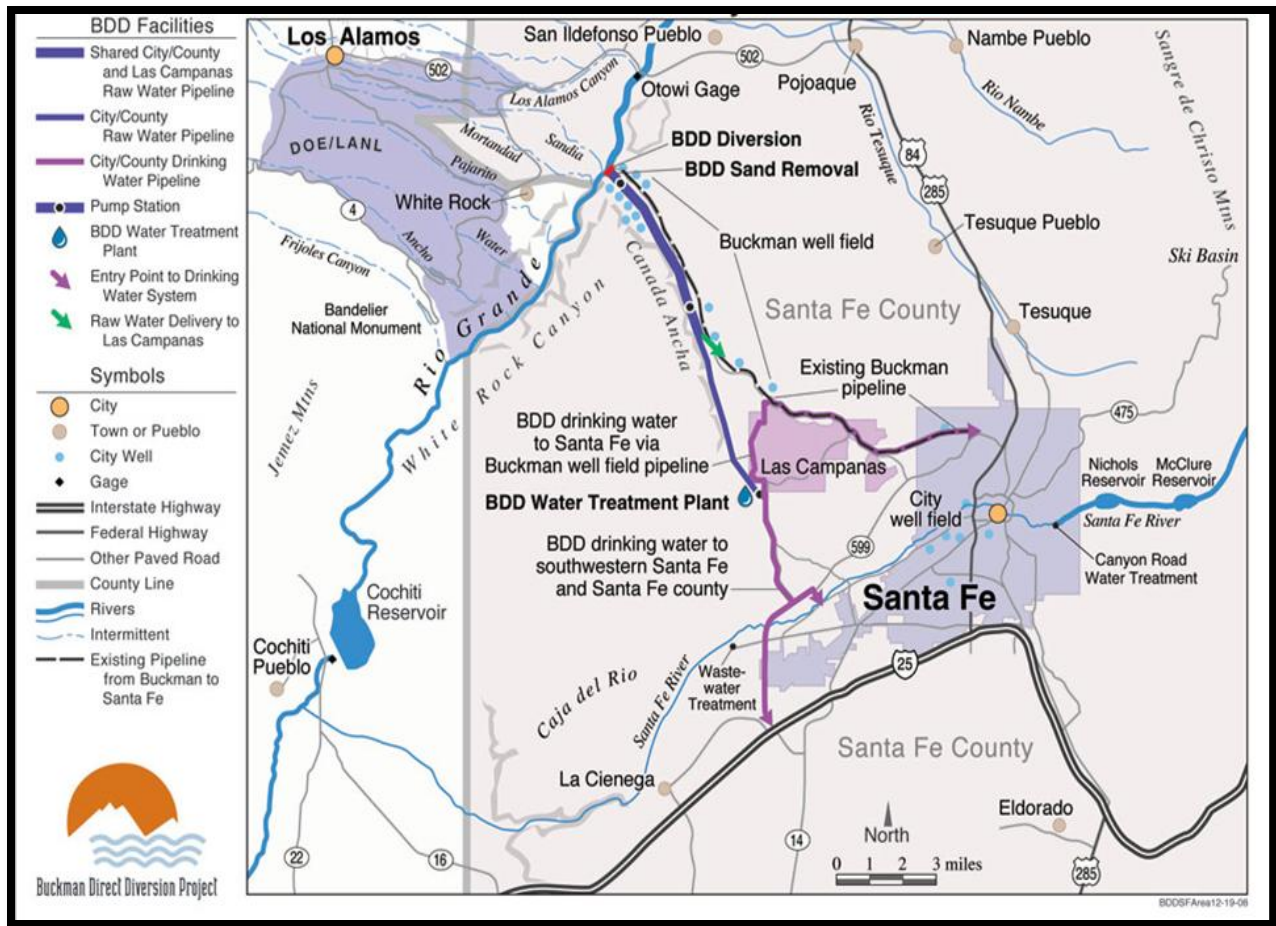 BDD Facilities
Shared City/County
and Las Campanas
Raw Water Pipeline
City/County
Raw Water Pipeline
City/County Drinking
Water Pipeline
Pump Station
BDD Water Treatment
Plant
Entry Point to Drinking
Water System
Raw Water Delivery to
Las Campanas
Symbols
City
Town or Pueblo
City Well
Gage
Interstate Highway
Federal Highway
Other Paved Road
County Line
Rivers
Intermittent
Existing Pipeline
from Buckman to
Santa Fe
Buckman Direct Diversion Project
Los Alamos
San Ildefonso Pueblo
502
502
Nambe Pueblo
Pojoaque
Otowi Gage
Los Alamos Canyon
Rio Nambe
Sangre de Christo Mtns
Rio Tesuque
DOE/LANL
Mortandad
Sandia
Pajarito
BDD Diversion
BDD Sand Removal
84
285
White Rock
4
Ancho
Water
Frijoles Canyon
Buckman well field
Tesuque Pueblo
Ski Basin
Canada Ancha
Bandelier
National Monument
Rio Grande
White Rock Canyon
Santa Fe County
Tesuque
Jemez Mtns
Existing Buckman
pipeline
475
BDD drinking water
to Santa Fe via
Buckman well field pipeline
Las Campanas
Nichols
Reservoir
McClure
Reservoir
BDD Water Treatment Plant
City
well field
Santa Fe River
BDD drinking water to
southwestern Santa Fe
and Santa Fe county
599
Canyon Road
Water Treatment
Santa Fe
Cochiti
Reservoir
Cochiti
Pueblo
25
Waste-
water
Treatment
Caja del Rio
Santa Fe River
Santa Fe County
La Cienega
Eldorado
North
0 1 2 3 miles
22
16
14
285
BDDSFArea12-19-08